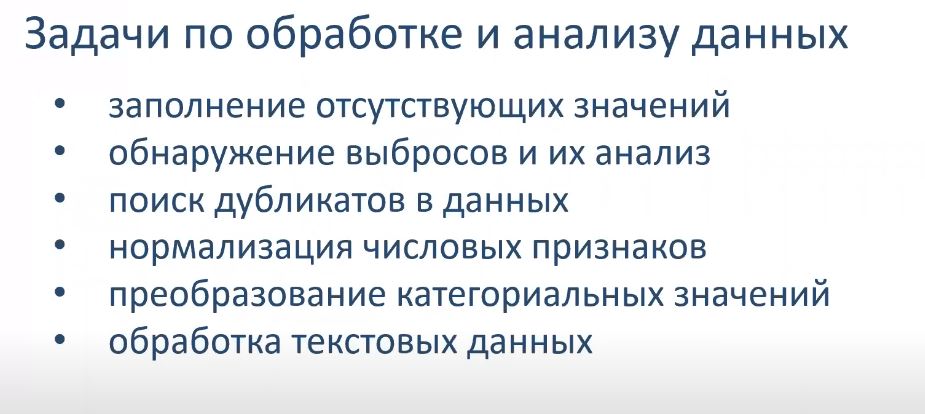 Задачи по обработке и анализу данных
• заполнение отсутствующих значений
• обнаружение выбросов и их анализ
• поиск дубликатов в данных
• нормализация числовых признаков
• преобразование категориальных значений
• обработка текстовых данных